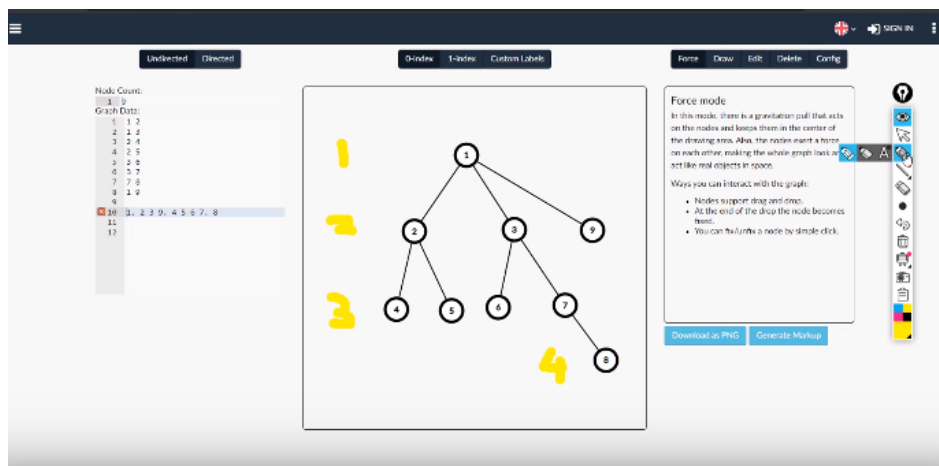 SIGN IN
Undirected Directed
0-index 1-index Custom Labels
Force Draw Edit Delete Config
Node Count:
1 9
Graph Data:
1 1 2
2 1 3
3 2 4
4 2 5
5 3 6
6 3 7
7 7 8
8 1 9
9
10 1. 2 3 9. 4 5 6 7. 8
11
12
1
2
3
4
1
2
3
9
4
5
6
7
8
Force mode
In this mode, there is a gravitation pull that acts
on the nodes and keeps them in the center of
the drawing area. Also, the nodes exert a force
on each other, making the whole graph look and
act like real objects in space.
Ways you can interact with the graph:
• Nodes support drag and drop.
• At the end of the drop the node becomes
fixed.
• You can fix/unfix a node by simple click.
Download as PNG Generate Markup
A